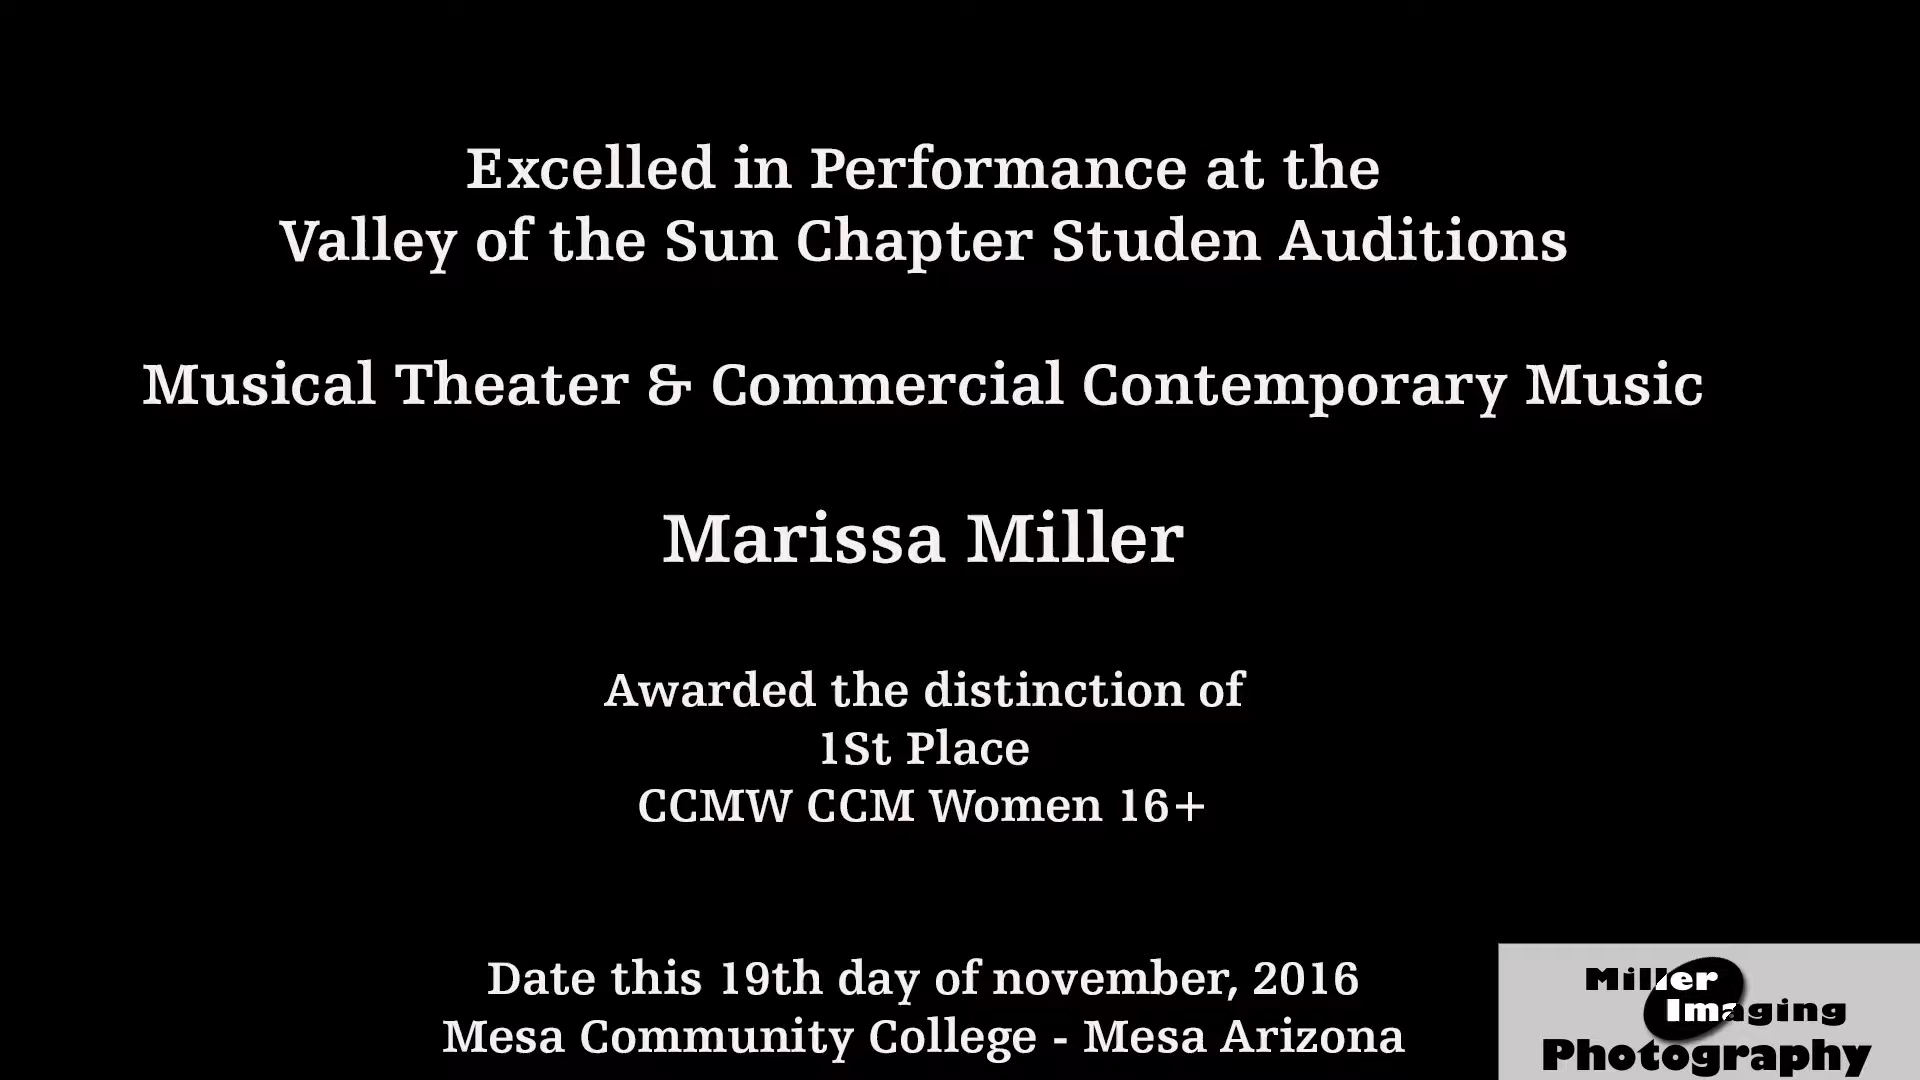 Excelled in Performance at the
Valley of the Sun Chapter Studen Auditions
Musical Theater & Commercial Contemporary Music
Marissa Miller
Awarded the distinction of
1St Place
CCMW CCM Women 16+
Date this 19th day of november, 2016
Mesa Community College - Mesa Arizona
Miller
Imaging
Photography